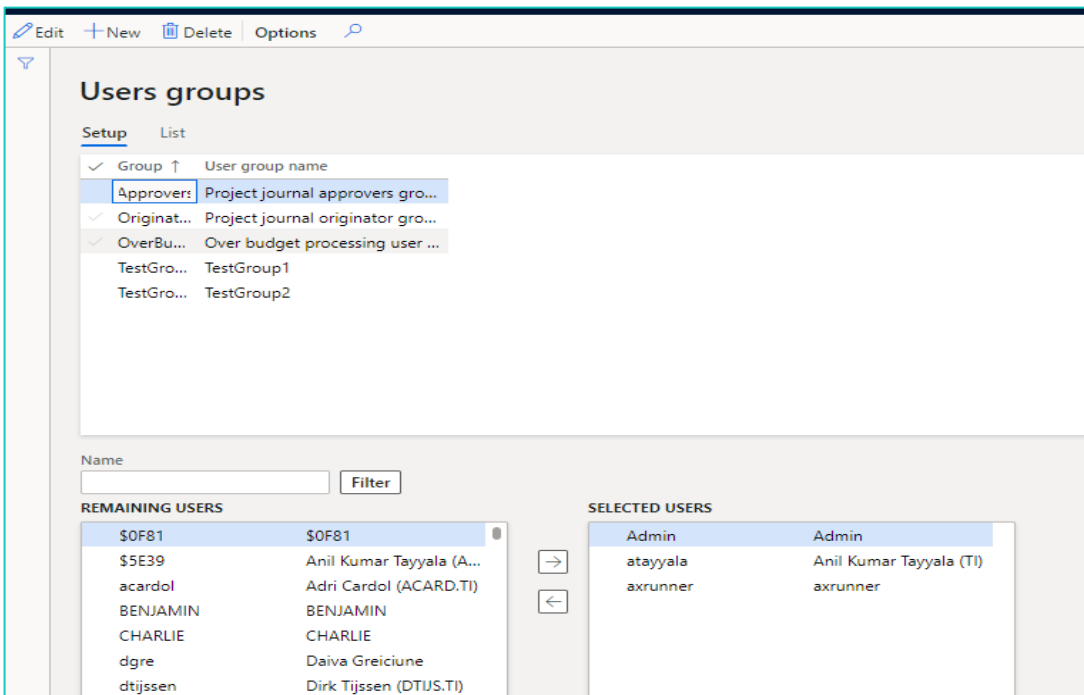 Edit New Delete Options
Users groups
Setup List
Group ↑ User group name
Approvers Project journal approvers gro...
Originat... Project journal originator gro...
OverBu... Over budget processing user ...
TestGro... TestGroup1
TestGro... TestGroup2
Name
Filter
REMAINING USERS SELECTED USERS
$0F81 $0F81 Admin Admin
$5E39 Anil Kumar Tayyala (A... atayyala Anil Kumar Tayyala (TI)
acardol Adri Cardol (ACARD.TI) axrunner axrunner
BENJAMIN BENJAMIN
CHARLIE CHARLIE
dgre Daiva Greiciune
dtijssen Dirk Tijssen (DTIJS.TI)